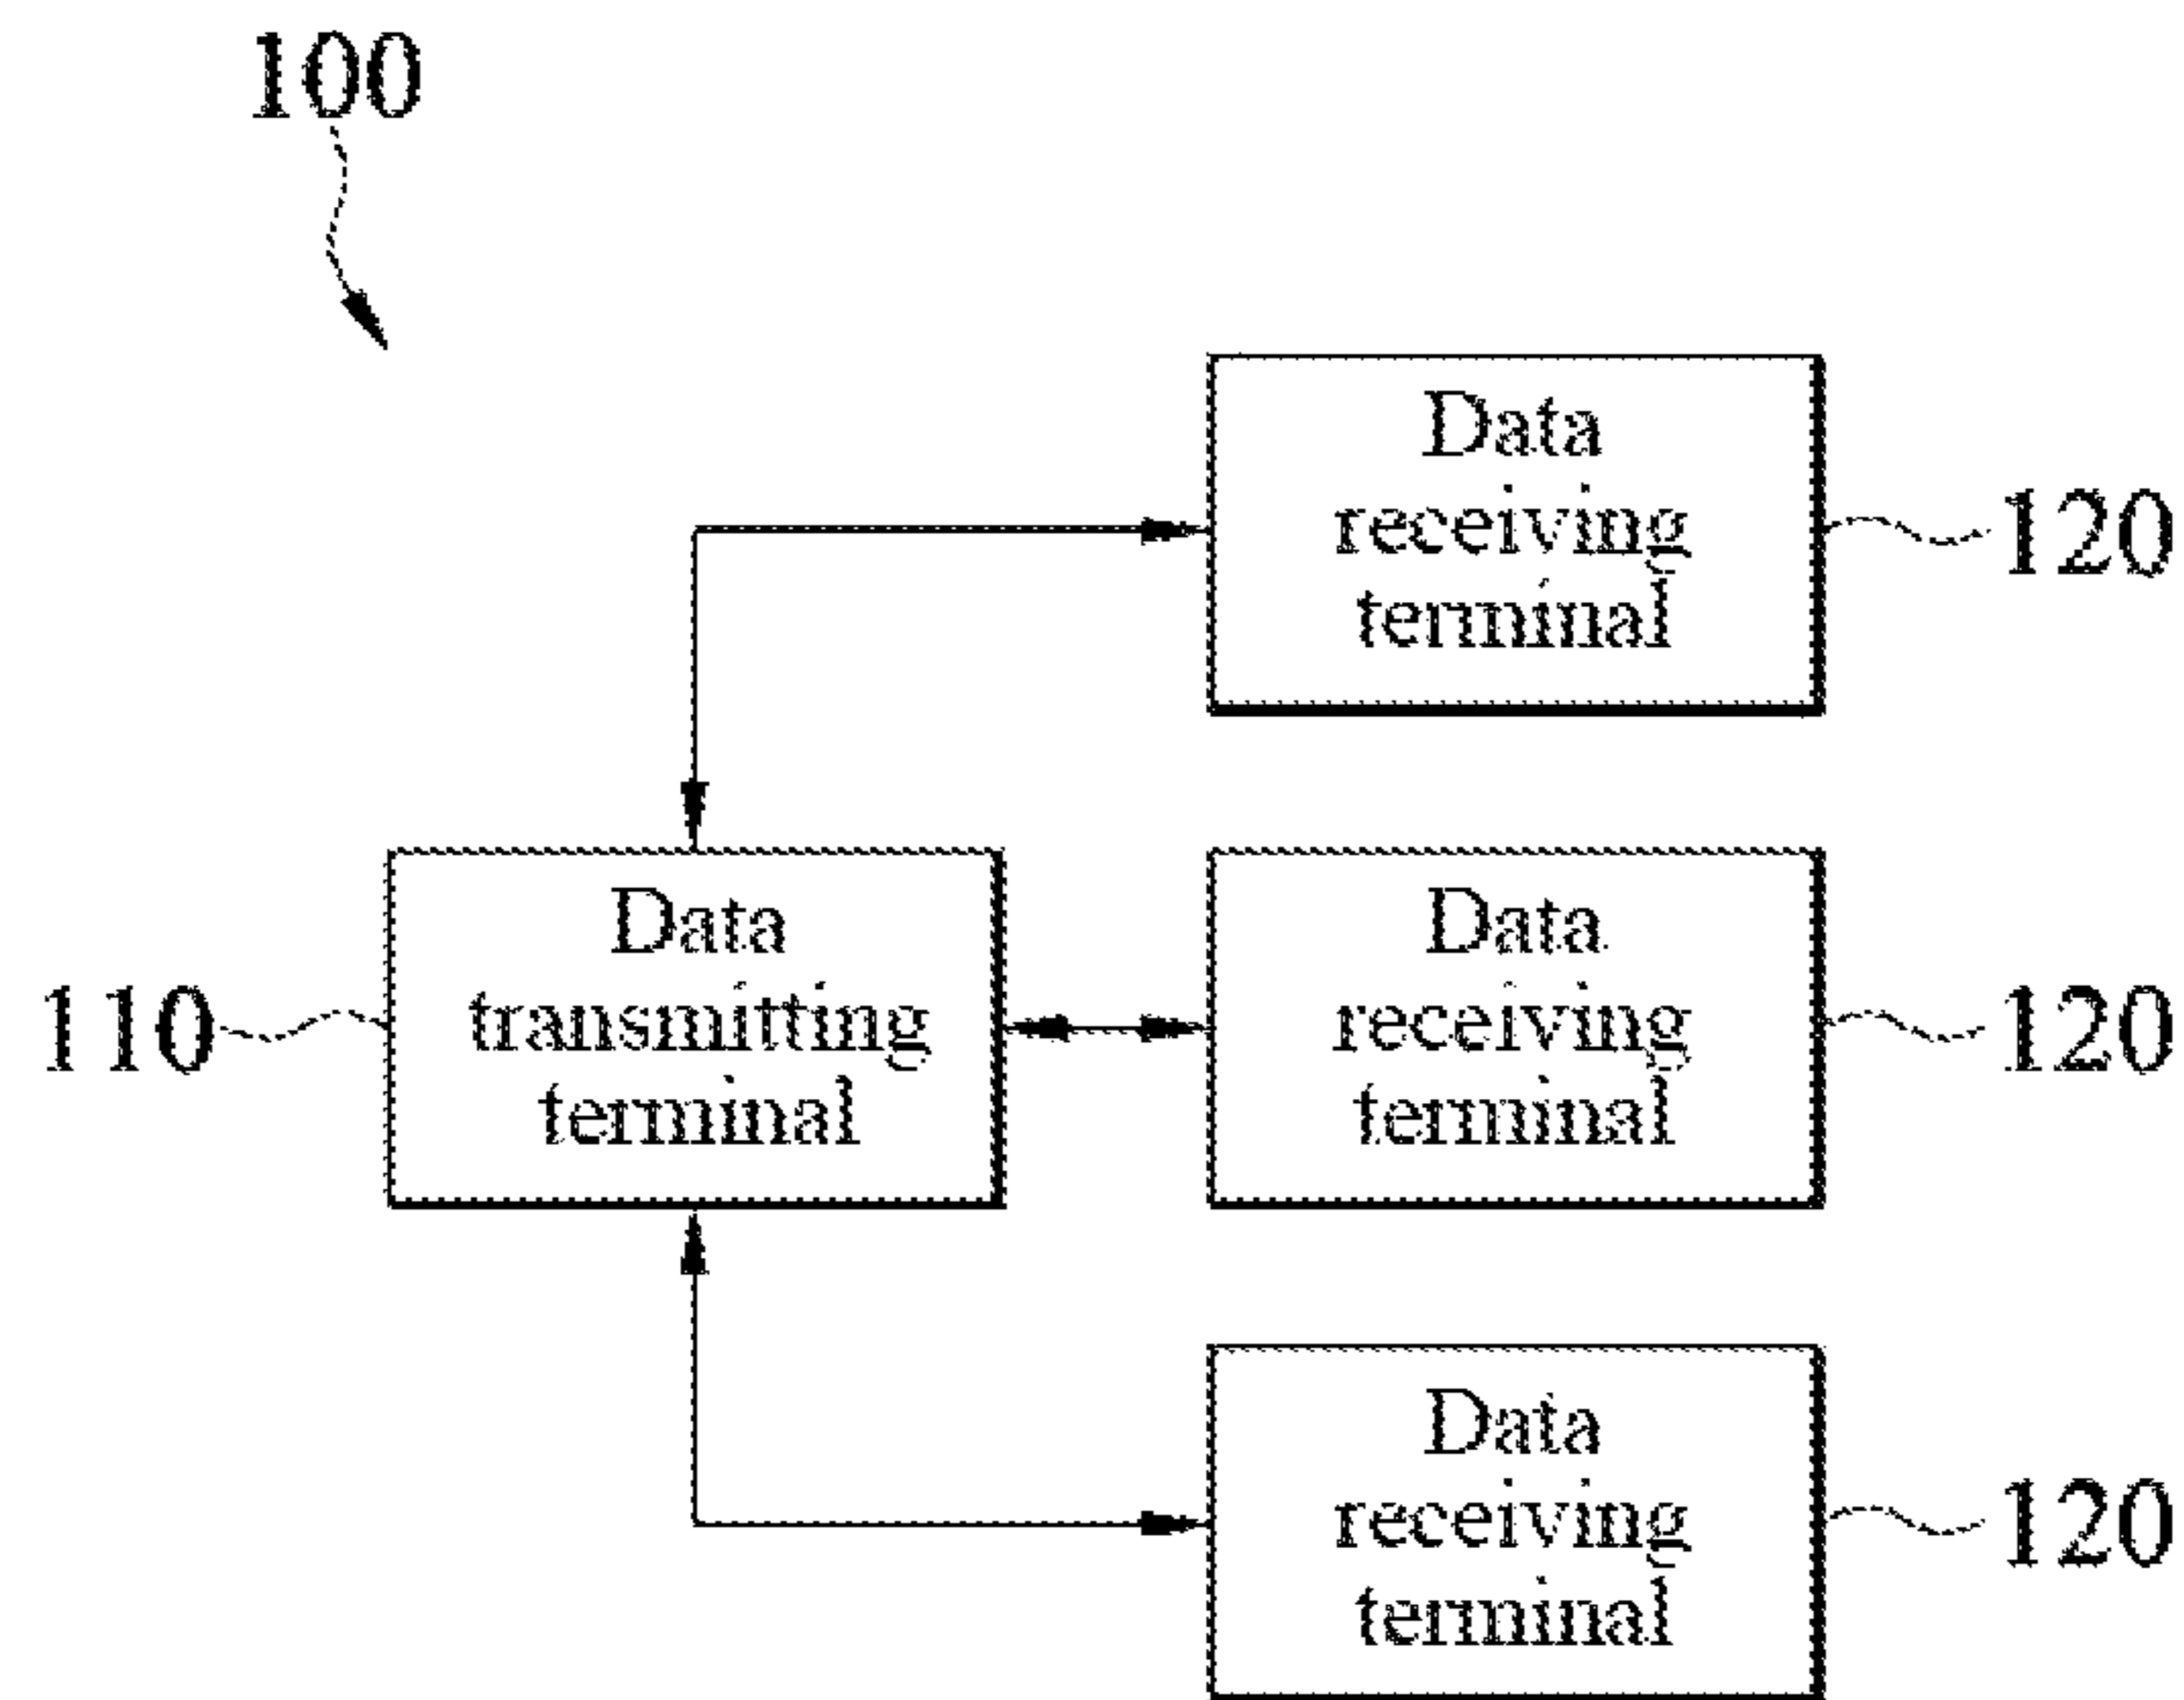 100
Data
receiving
terminal
120
110
Data
transmitting
terminal
Data
receiving
terminal
120
Data
receiving
terminal
120